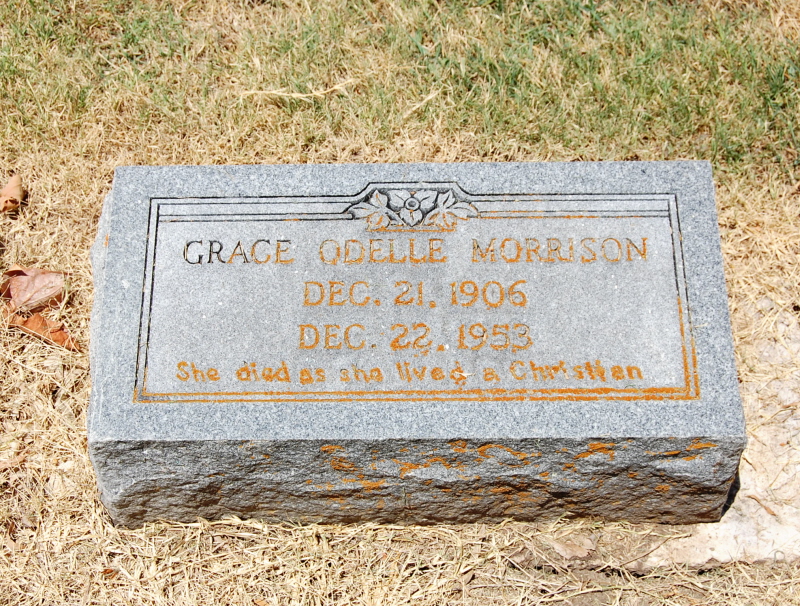 GRACE ODELLE MORRISON
DEC. 21, 1906
DEC. 22, 1953
She died as she lived a Christian